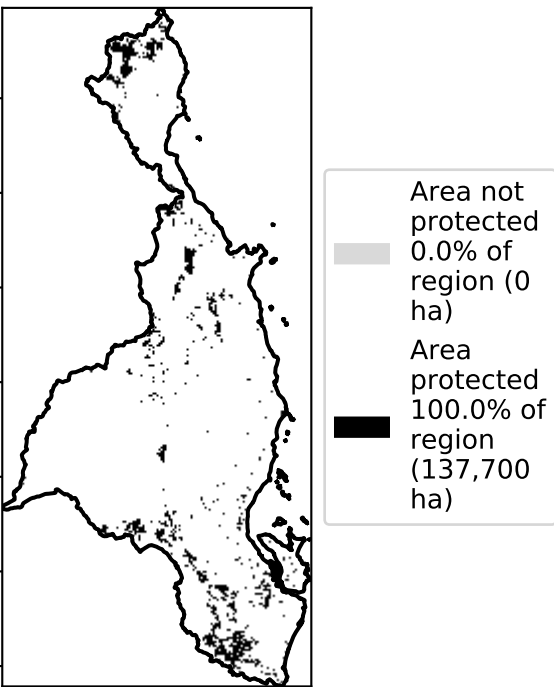 Area not
protected
0.0% of
region (0
ha)
Area
protected
100.0% of
region
(137,700
ha)